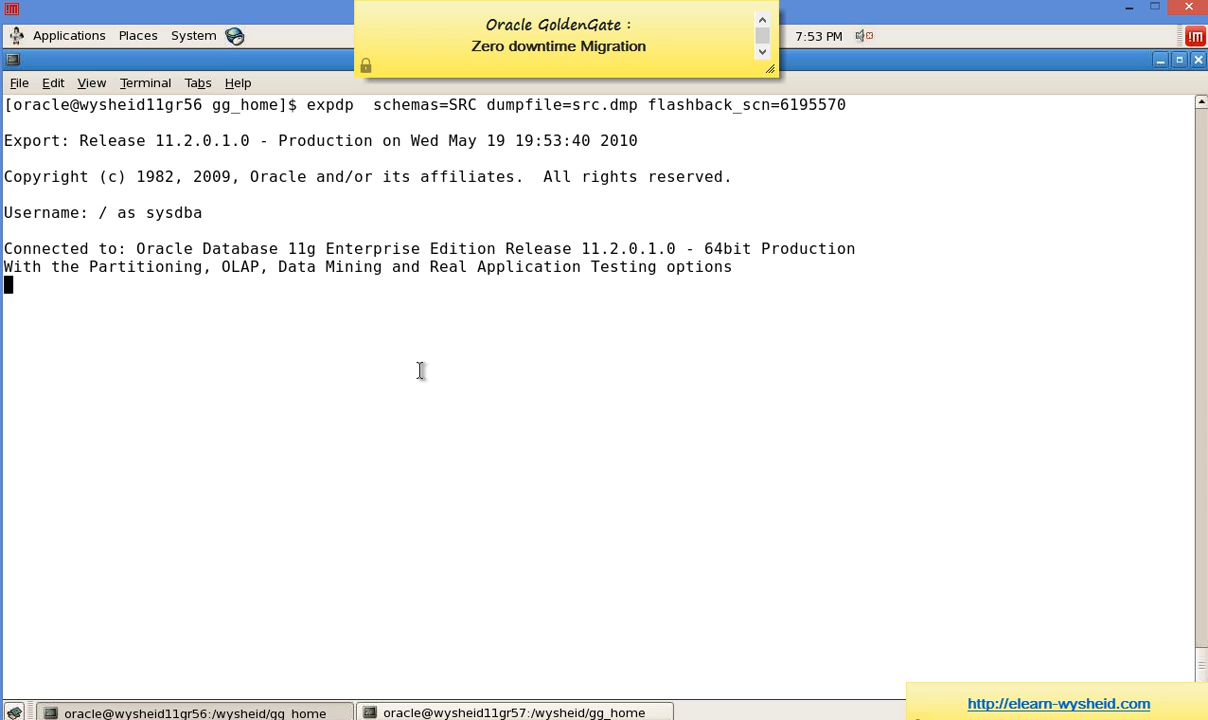 Oracle GoldenGate :
Zero downtime Migration
Applications Places System
7:53 PM
File Edit View Terminal Tabs Help
[oracle@wysheid11gr56 gg_home]$ expdp  schemas=SRC dumpfile=src.dmp flashback_scn=6195570
Export: Release 11.2.0.1.0 - Production on Wed May 19 19:53:40 2010
Copyright (c) 1982, 2009, Oracle and/or its affiliates.  All rights reserved.
Username: / as sysdba
Connected to: Oracle Database 11g Enterprise Edition Release 11.2.0.1.0 - 64bit Production
With the Partitioning, OLAP, Data Mining and Real Application Testing options
oracle@wysheid11gr56:/wysheid/gg_home
oracle@wysheid11gr57:/wysheid/gg_home
http://elearn-wysheid.com